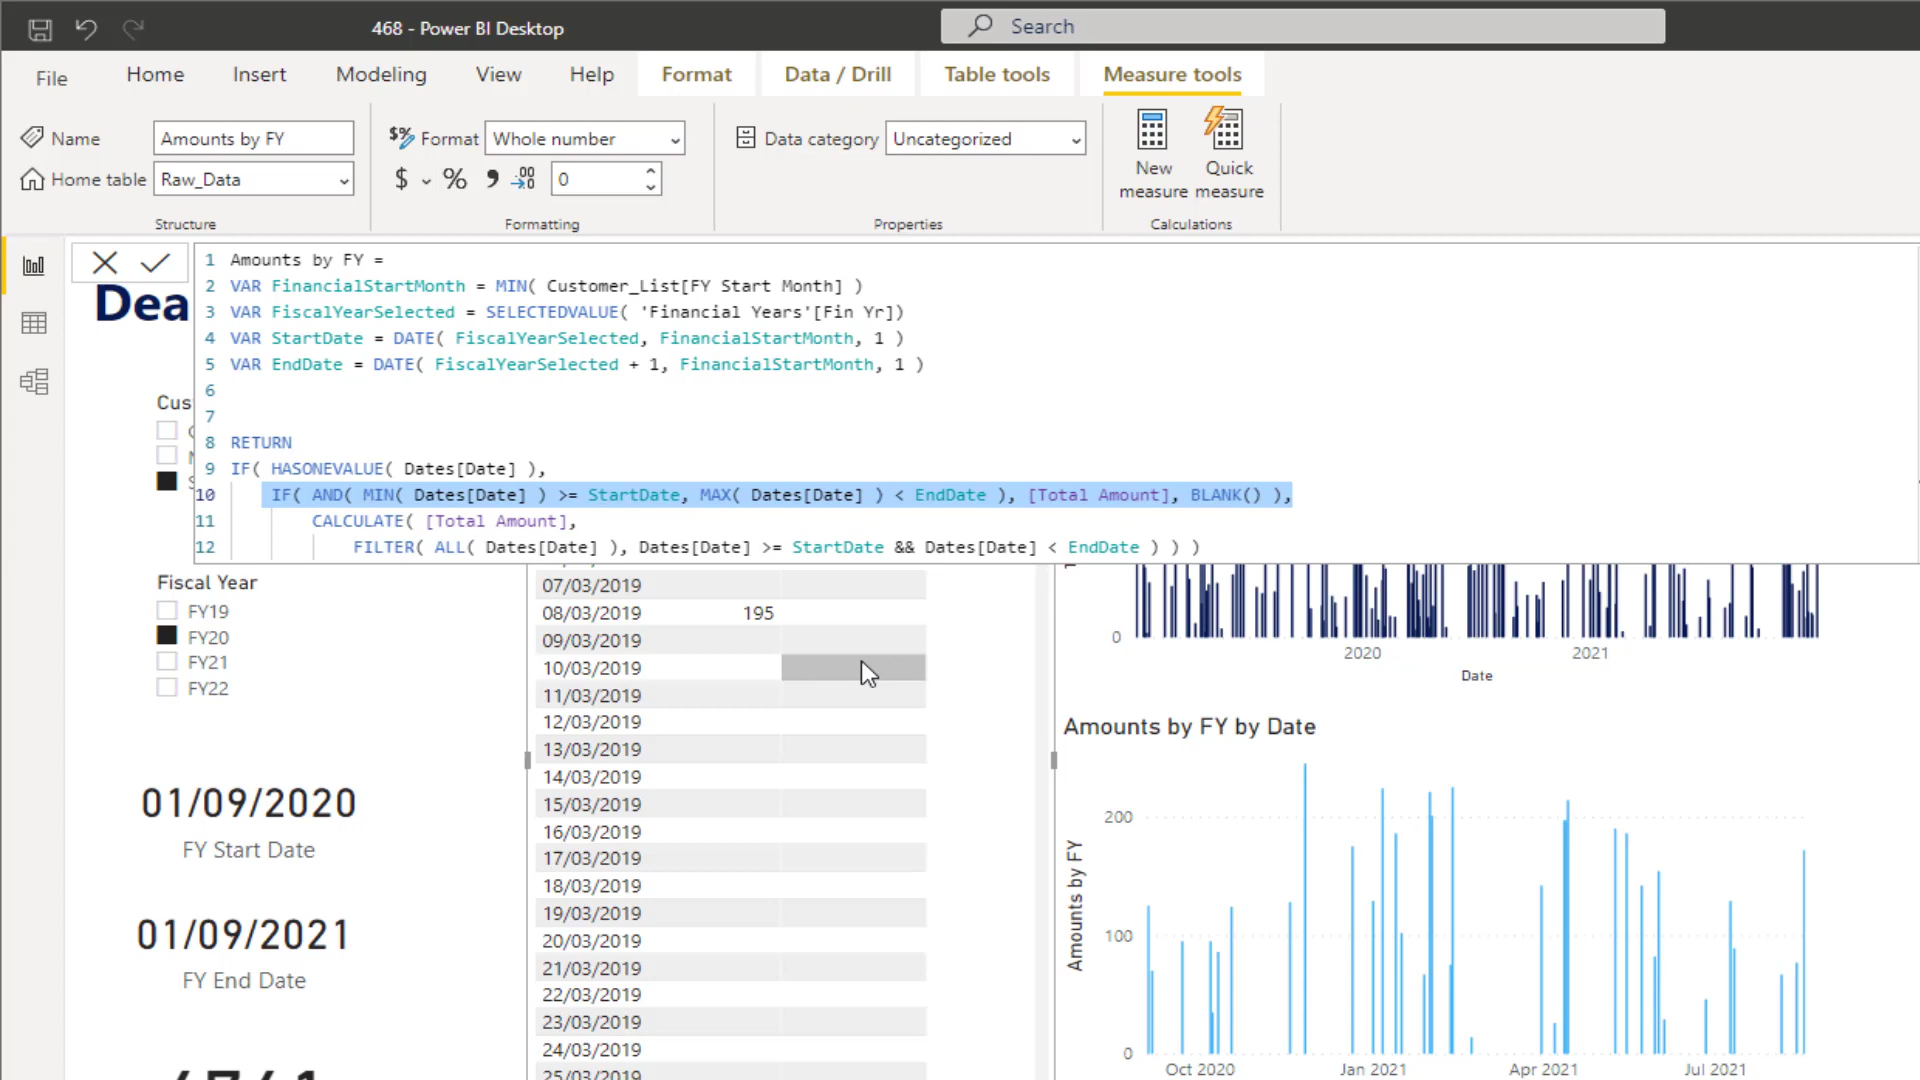 468 - Power BI Desktop
Search
File
Home
Insert
Modeling
View
Help
Format
Data / Drill
Table tools
Measure tools
Name
Amounts by FY
Home table
Raw_Data
Structure
$%
Format
Whole number
$
%
,
.00
0
Formatting
Data category
Uncategorized
Properties
New measure
Quick measure
Calculations
1 Amounts by FY =
2 VAR FinancialStartMonth = MIN( Customer_List[FY Start Month] )
3 VAR FiscalYearSelected = SELECTEDVALUE( 'Financial Years'[Fin Yr])
4 VAR StartDate = DATE( FiscalYearSelected, FinancialStartMonth, 1 )
5 VAR EndDate = DATE( FiscalYearSelected + 1, FinancialStartMonth, 1 )
6
7
8 RETURN
9 IF( HASONEVALUE( Dates[Date] ),
10 IF( AND( MIN( Dates[Date] ) >= StartDate, MAX( Dates[Date] ) < EndDate ), [Total Amount], BLANK() ),
11 CALCULATE( [Total Amount],
12 FILTER( ALL( Dates[Date] ), Dates[Date] >= StartDate && Dates[Date] < EndDate ) ) )
Dea
Cus
Fiscal Year
FY19
FY20
FY21
FY22
01/09/2020
FY Start Date
01/09/2021
FY End Date
07/03/2019
08/03/2019 195
09/03/2019
10/03/2019
11/03/2019
12/03/2019
13/03/2019
14/03/2019
15/03/2019
16/03/2019
17/03/2019
18/03/2019
19/03/2019
20/03/2019
21/03/2019
22/03/2019
23/03/2019
24/03/2019
25/03/2019
0
2020
2021
Date
Amounts by FY by Date
Amounts by FY
200
100
0
Oct 2020
Jan 2021
Apr 2021
Jul 2021